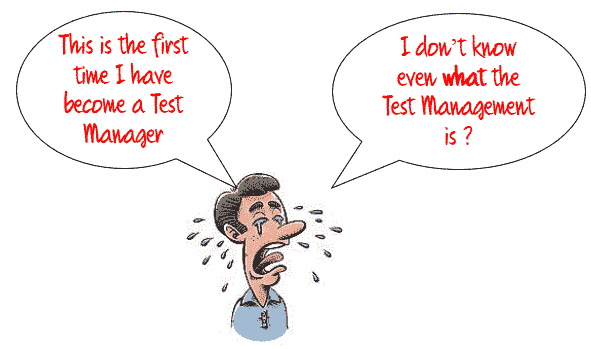 This is the first
time I have
become a Test
Manager
I don't know
even what the
Test Management
is ?